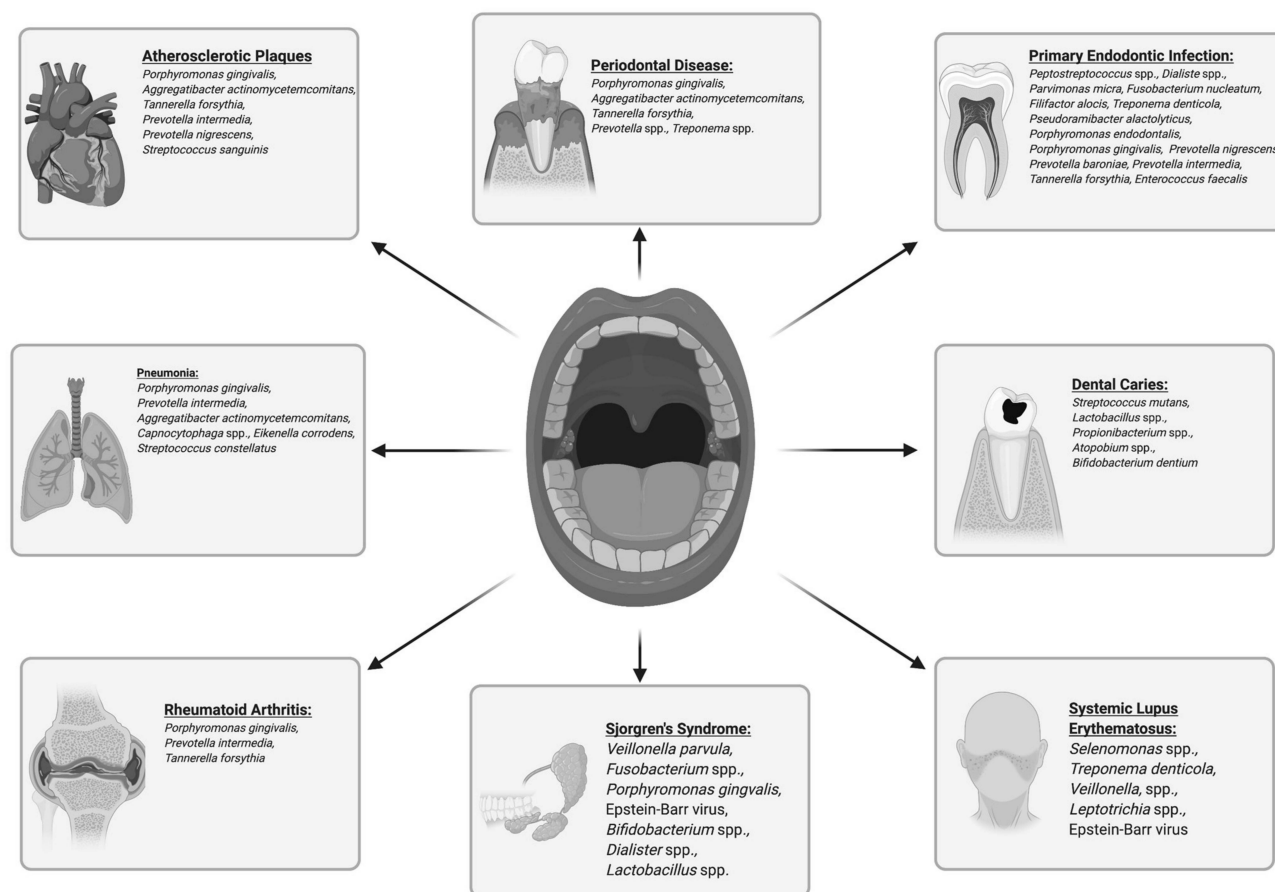 Atherosclerotic Plaques
Porphyromonas gingivalis,
Aggregatibacter actinomycetemcomitans,
Tannerella forsythia,
Prevotella intermedia,
Prevotella nigrescens,
Streptococcus sanguinis
Periodontal Disease:
Porphyromonas gingivalis,
Aggregatibacter actinomycetemcomitans,
Tannerella forsythia,
Prevotella spp., Treponema spp.
Primary Endodontic Infection:
Peptostreptococcus spp., Dialiste spp.,
Parvimonas micra, Fusobacterium nucleatum,
Filifactor alocis, Treponema denticola,
Pseudoramibacter alactolyticus,
Porphyromonas endodontalis,
Porphyromonas gingivalis, Prevotella nigrescens
Prevotella baroniae, Prevotella intermedia,
Tannerella forsythia, Enterococcus faecalis
Pneumonia:
Porphyromonas gingivalis,
Prevotella intermedia,
Aggregatibacter actinomycetemcomitans,
Capnocytophaga spp., Eikenella corrodens,
Streptococcus constellatus
Dental Caries:
Streptococcus mutans,
Lactobacillus spp.,
Propionibacterium spp.,
Atopobium spp.,
Bifidobacterium dentium
Rheumatoid Arthritis:
Porphyromonas gingivalis,
Prevotella intermedia,
Tannerella forsythia
Sjorgren's Syndrome:
Veillonella parvula,
Fusobacterium spp.,
Porphyromonas gingvalis,
Epstein-Barr virus,
Bifidobacterium spp.,
Dialister spp.,
Lactobacillus spp.
Systemic Lupus
Erythematosus:
Selenomonas spp.,
Treponema denticola,
Veillonella, spp.,
Leptotrichia spp.,
Epstein-Barr virus